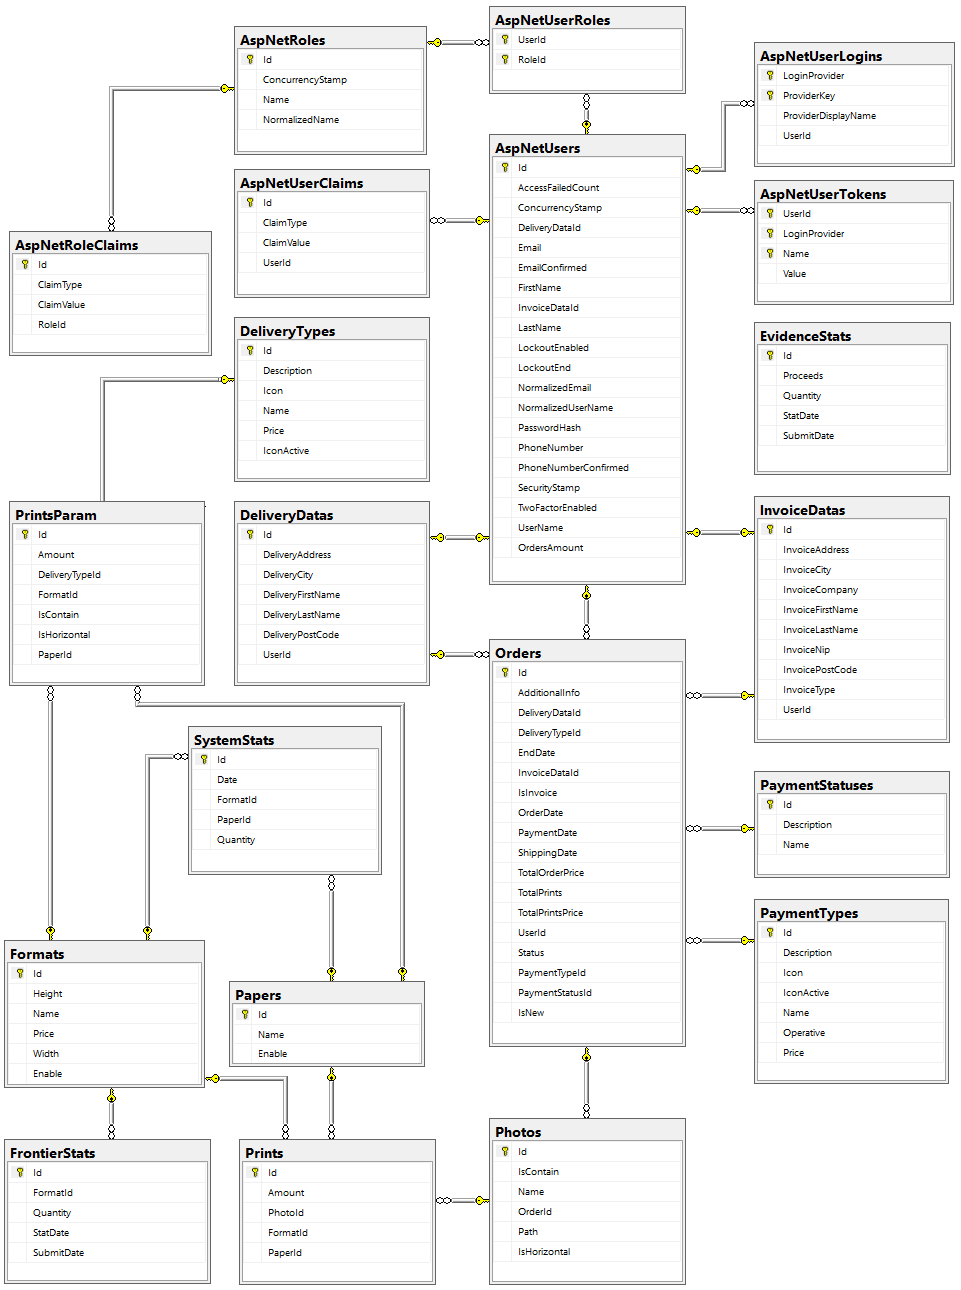 AspNetUserRoles
UserId
RoleId
AspNetRoles
Id
ConcurrencyStamp
Name
NormalizedName
AspNetUserLogins
LoginProvider
ProviderKey
ProviderDisplayName
UserId
AspNetUsers
Id
AccessFailedCount
ConcurrencyStamp
DeliveryDataId
Email
EmailConfirmed
FirstName
InvoiceDataId
LastName
LockoutEnabled
LockoutEnd
NormalizedEmail
NormalizedUserName
PasswordHash
PhoneNumber
PhoneNumberConfirmed
SecurityStamp
TwoFactorEnabled
UserName
OrdersAmount
AspNetUserClaims
Id
ClaimType
ClaimValue
UserId
AspNetUserTokens
UserId
LoginProvider
Name
Value
AspNetRoleClaims
Id
ClaimType
ClaimValue
RoleId
DeliveryTypes
Id
Description
Icon
Name
Price
IconActive
EvidenceStats
Id
Proceeds
Quantity
StatDate
SubmitDate
PrintsParam
Id
Amount
DeliveryTypeId
FormatId
IsContain
IsHorizontal
PaperId
DeliveryDatas
Id
DeliveryAddress
DeliveryCity
DeliveryFirstName
DeliveryLastName
DeliveryPostCode
UserId
InvoiceDatas
Id
InvoiceAddress
InvoiceCity
InvoiceCompany
InvoiceFirstName
InvoiceLastName
InvoiceNip
InvoicePostCode
InvoiceType
UserId
Orders
Id
AdditionalInfo
DeliveryDataId
DeliveryTypeId
EndDate
InvoiceDataId
IsInvoice
OrderDate
PaymentDate
ShippingDate
TotalOrderPrice
TotalPrints
TotalPrintsPrice
UserId
Status
PaymentTypeId
PaymentStatusId
IsNew
SystemStats
Id
Date
FormatId
PaperId
Quantity
PaymentStatuses
Id
Description
Name
PaymentTypes
Id
Description
Icon
IconActive
Name
Operative
Price
Formats
Id
Height
Name
Price
Width
Enable
Papers
Id
Name
Enable
FrontierStats
Id
FormatId
Quantity
StatDate
SubmitDate
Prints
Id
Amount
PhotoId
FormatId
PaperId
Photos
Id
IsContain
Name
OrderId
Path
IsHorizontal